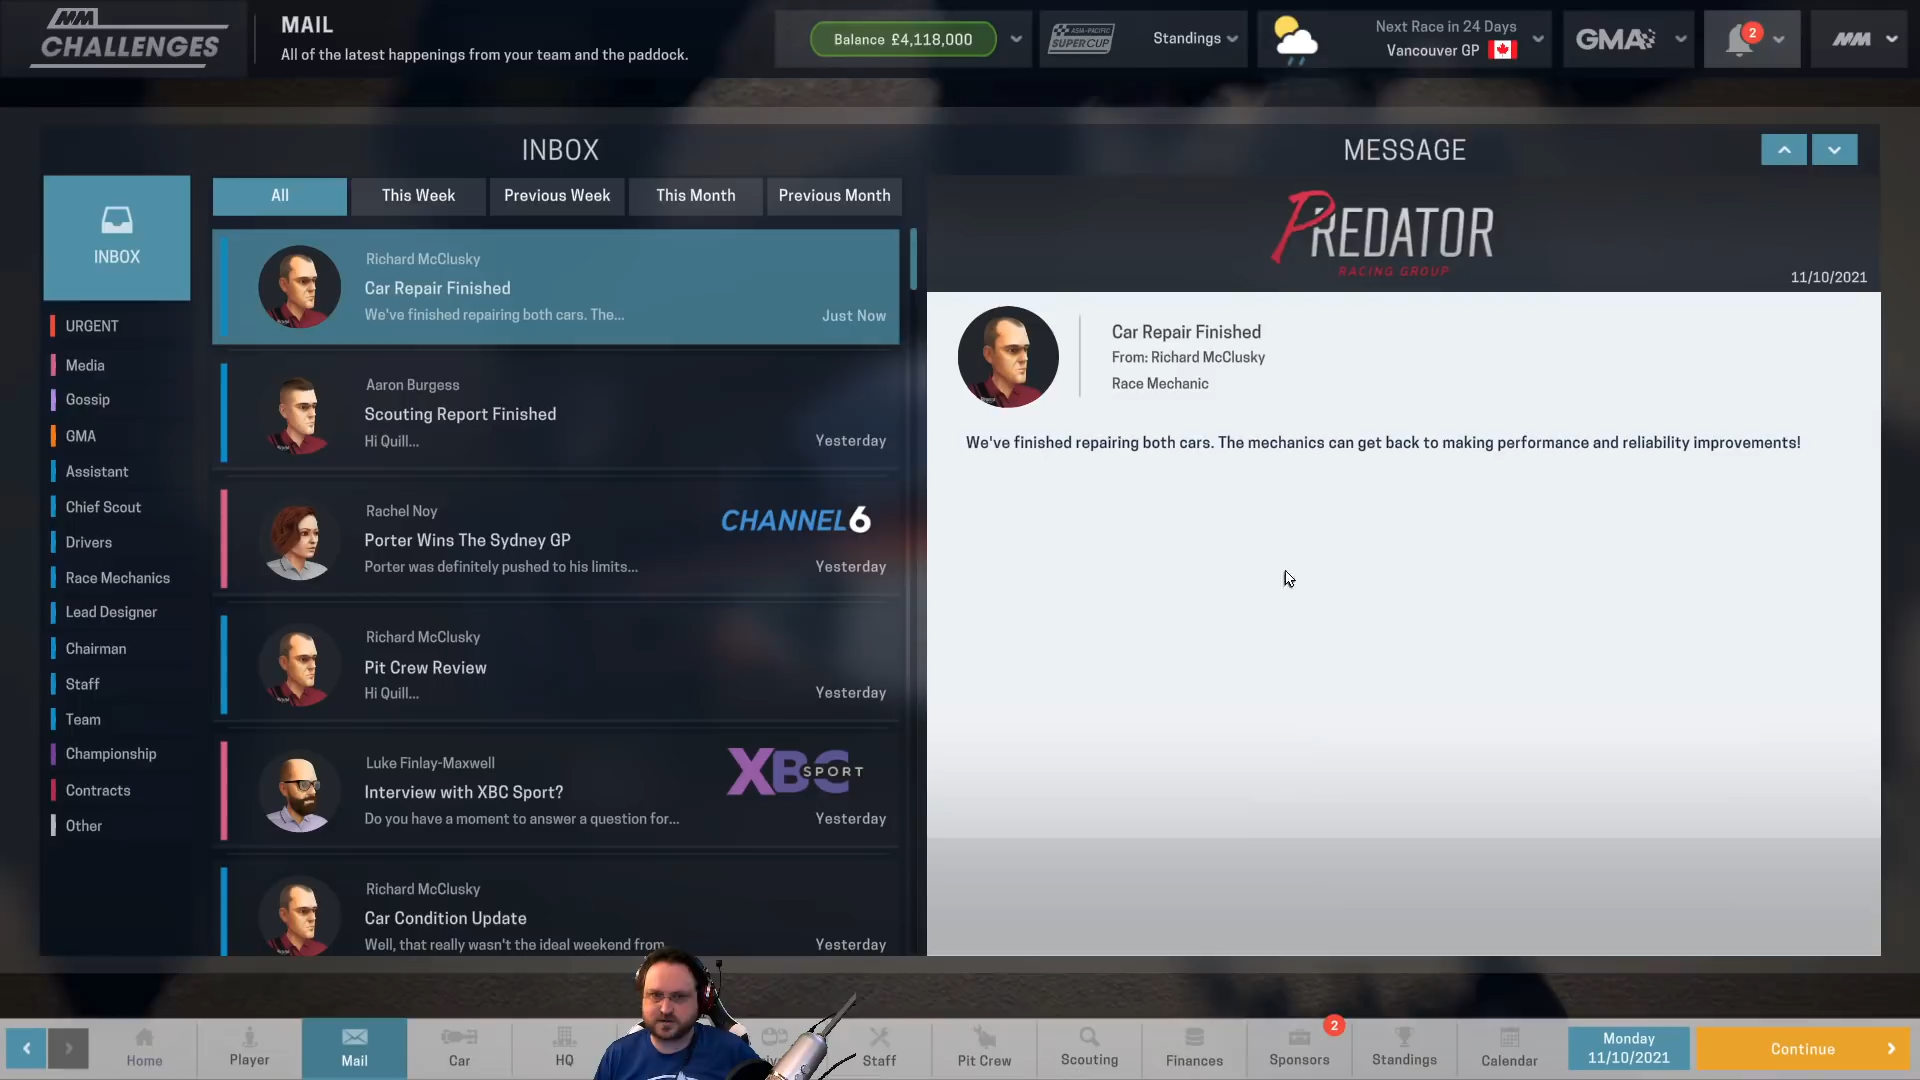 MM
CHALLENGES
MAIL
All of the latest happenings from your team and the paddock.
Balance £4,118,000
ASIA-PACIFIC
SUPERCUP
Standings
Next Race in 24 Days
Vancouver GP
GMA
2
MM
INBOX
MESSAGE
INBOX
All
This Week
Previous Week
This Month
Previous Month
URGENT
Media
Gossip
GMA
Assistant
Chief Scout
Drivers
Race Mechanics
Lead Designer
Chairman
Staff
Team
Championship
Contracts
Other
Richard McClusky
Car Repair Finished
We've finished repairing both cars. The...
Just Now
Aaron Burgess
Scouting Report Finished
Hi Quill...
Yesterday
Rachel Noy
Porter Wins The Sydney GP
Porter was definitely pushed to his limits...
CHANNEL6
Yesterday
Richard McClusky
Pit Crew Review
Hi Quill...
Yesterday
Luke Finlay-Maxwell
Interview with XBC Sport?
Do you have a moment to answer a question for...
XBC SPORT
Yesterday
Richard McClusky
Car Condition Update
Well, that really wasn't the ideal weekend from
Yesterday
PREDATOR
RACING GROUP
11/10/2021
Car Repair Finished
From: Richard McClusky
Race Mechanic
We've finished repairing both cars. The mechanics can get back to making performance and reliability improvements!
Home
Player
Mail
Car
HQ
Staff
Pit Crew
Scouting
Finances
2
Sponsors
Standings
Calendar
Monday
11/10/2021
Continue